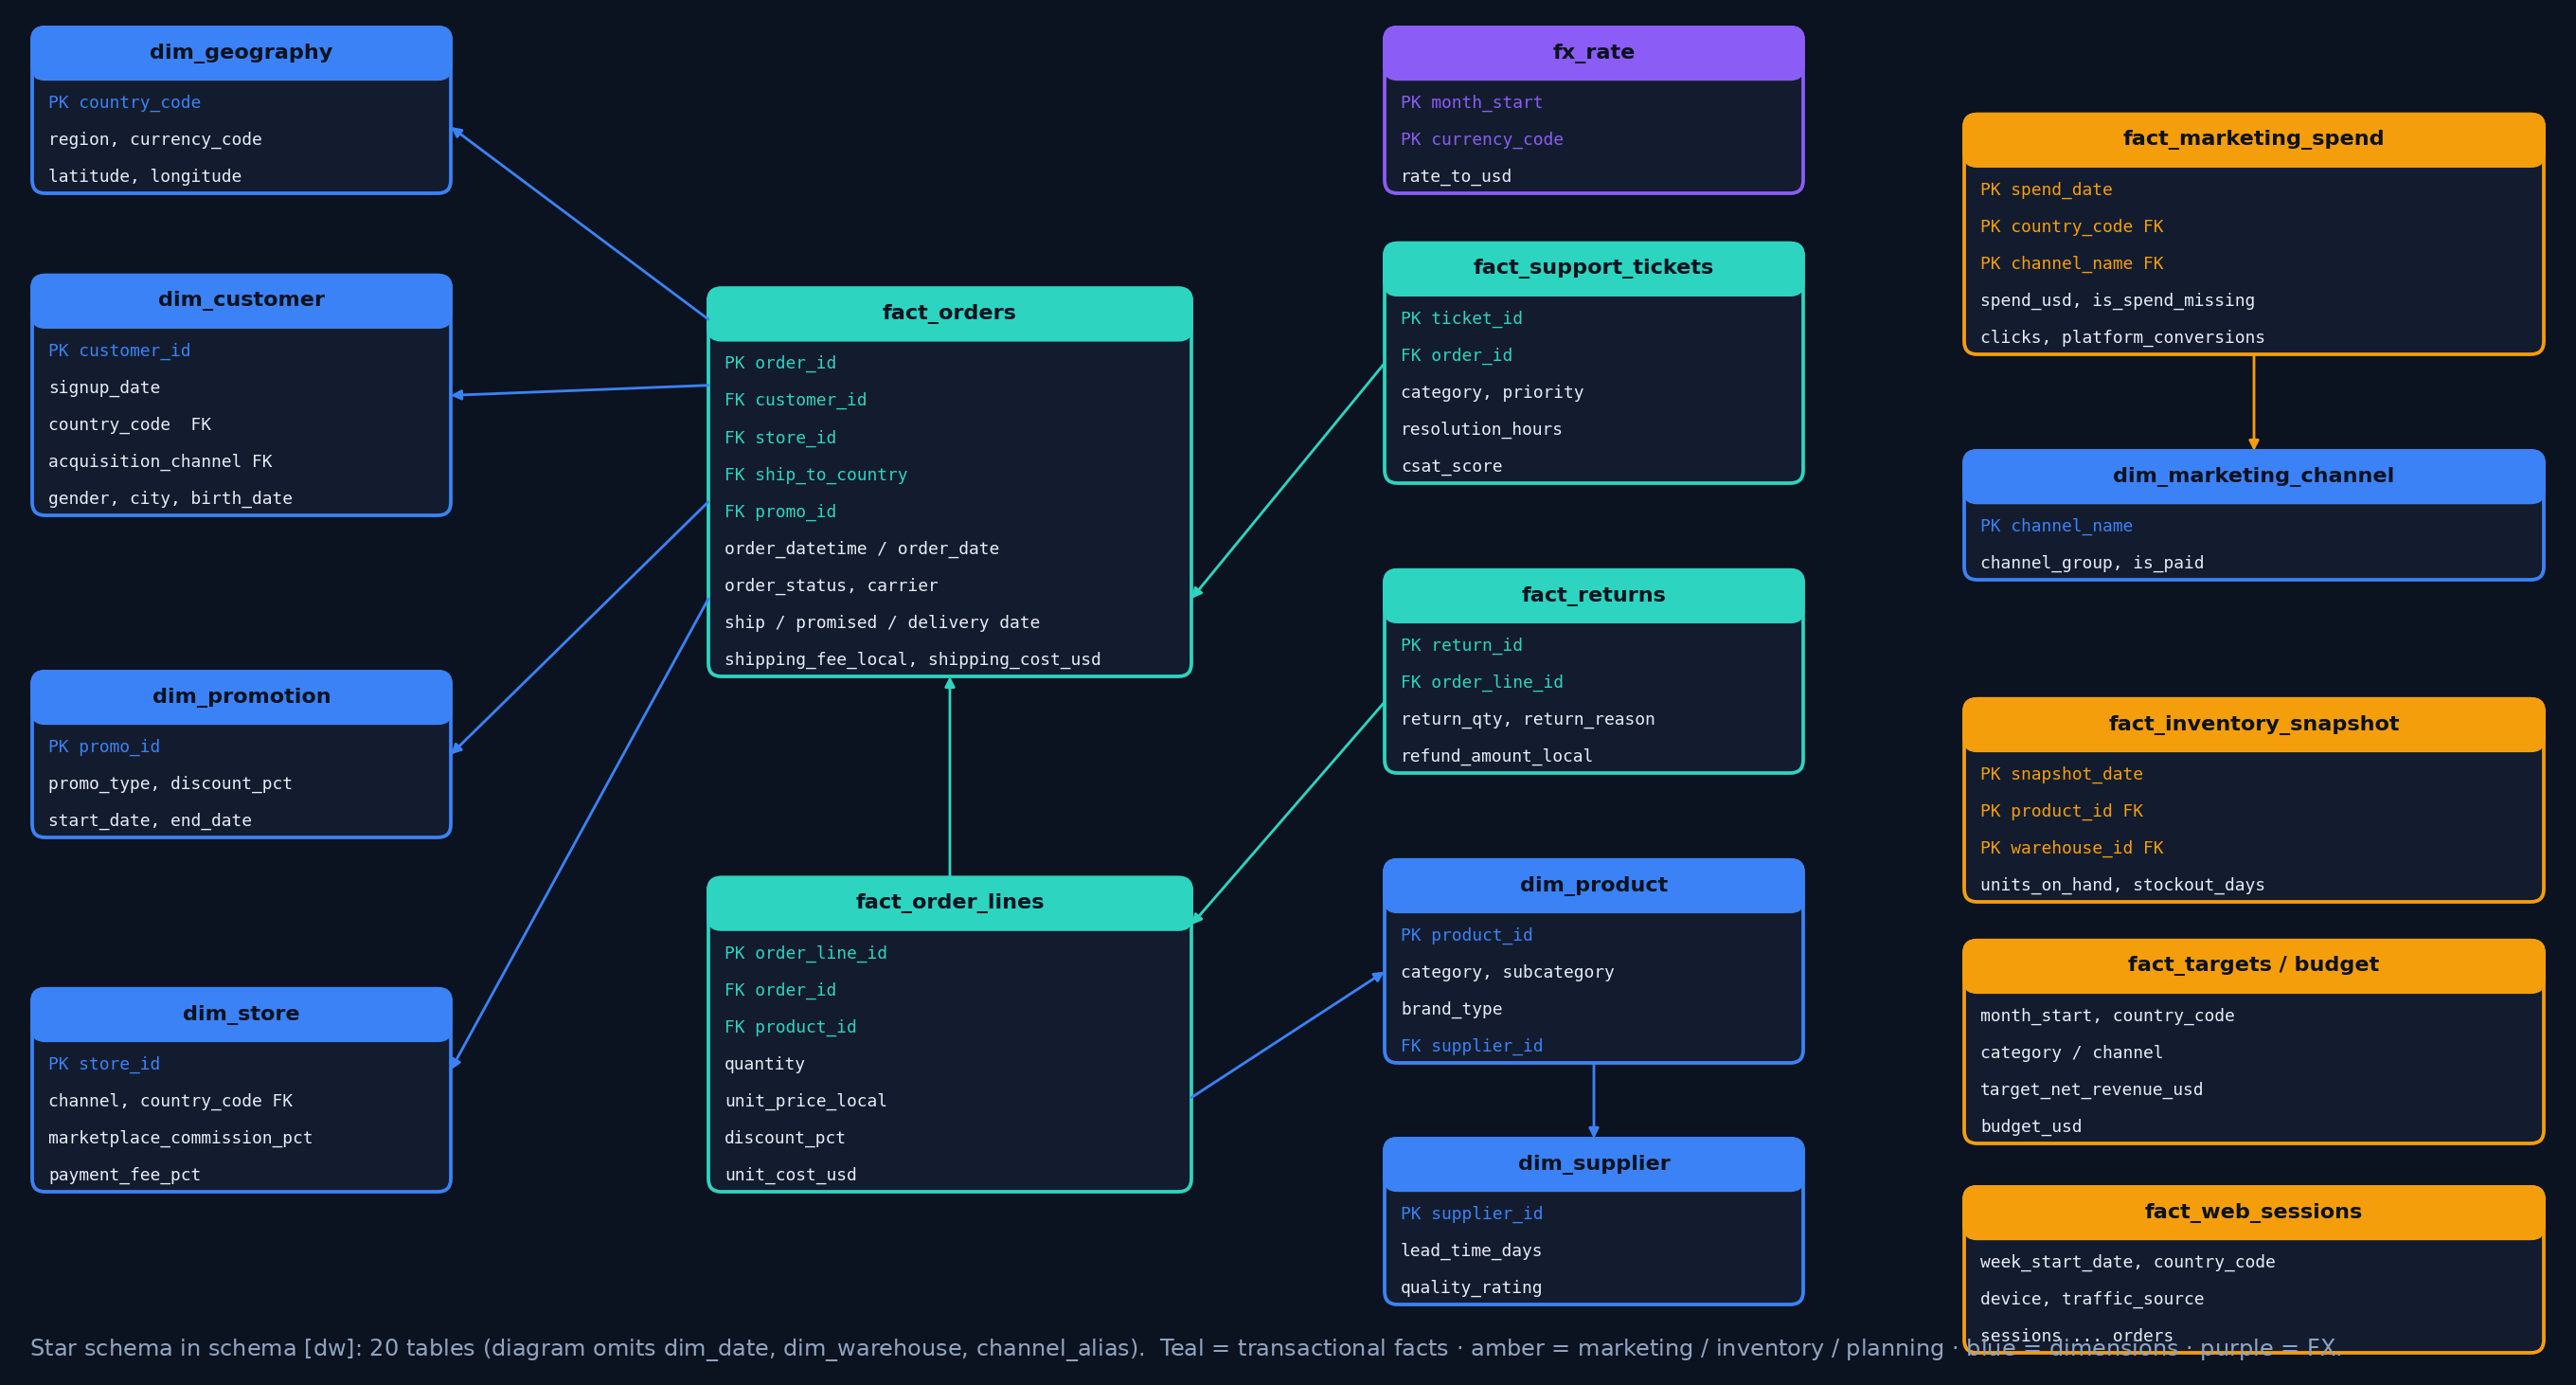 dim_geography
PK country_code
region, currency_code
latitude, longitude
dim_customer
PK customer_id
signup_date
country_code  FK
acquisition_channel FK
gender, city, birth_date
dim_promotion
PK promo_id
promo_type, discount_pct
start_date, end_date
dim_store
PK store_id
channel, country_code FK
marketplace_commission_pct
payment_fee_pct
fact_orders
PK order_id
FK customer_id
FK store_id
FK ship_to_country
FK promo_id
order_datetime / order_date
order_status, carrier
ship / promised / delivery date
shipping_fee_local, shipping_cost_usd
fact_order_lines
PK order_line_id
FK order_id
FK product_id
quantity
unit_price_local
discount_pct
unit_cost_usd
fx_rate
PK month_start
PK currency_code
rate_to_usd
fact_support_tickets
PK ticket_id
FK order_id
category, priority
resolution_hours
csat_score
fact_returns
PK return_id
FK order_line_id
return_qty, return_reason
refund_amount_local
dim_product
PK product_id
category, subcategory
brand_type
FK supplier_id
dim_supplier
PK supplier_id
lead_time_days
quality_rating
fact_marketing_spend
PK spend_date
PK country_code FK
PK channel_name FK
spend_usd, is_spend_missing
clicks, platform_conversions
dim_marketing_channel
PK channel_name
channel_group, is_paid
fact_inventory_snapshot
PK snapshot_date
PK product_id FK
PK warehouse_id FK
units_on_hand, stockout_days
fact_targets / budget
month_start, country_code
category / channel
target_net_revenue_usd
budget_usd
fact_web_sessions
week_start_date, country_code
device, traffic_source
sessions ... orders
Star schema in schema [dw]: 20 tables (diagram omits dim_date, dim_warehouse, channel_alias).  Teal = transactional facts · amber = marketing / inventory / planning · blue = dimensions · purple = FX.